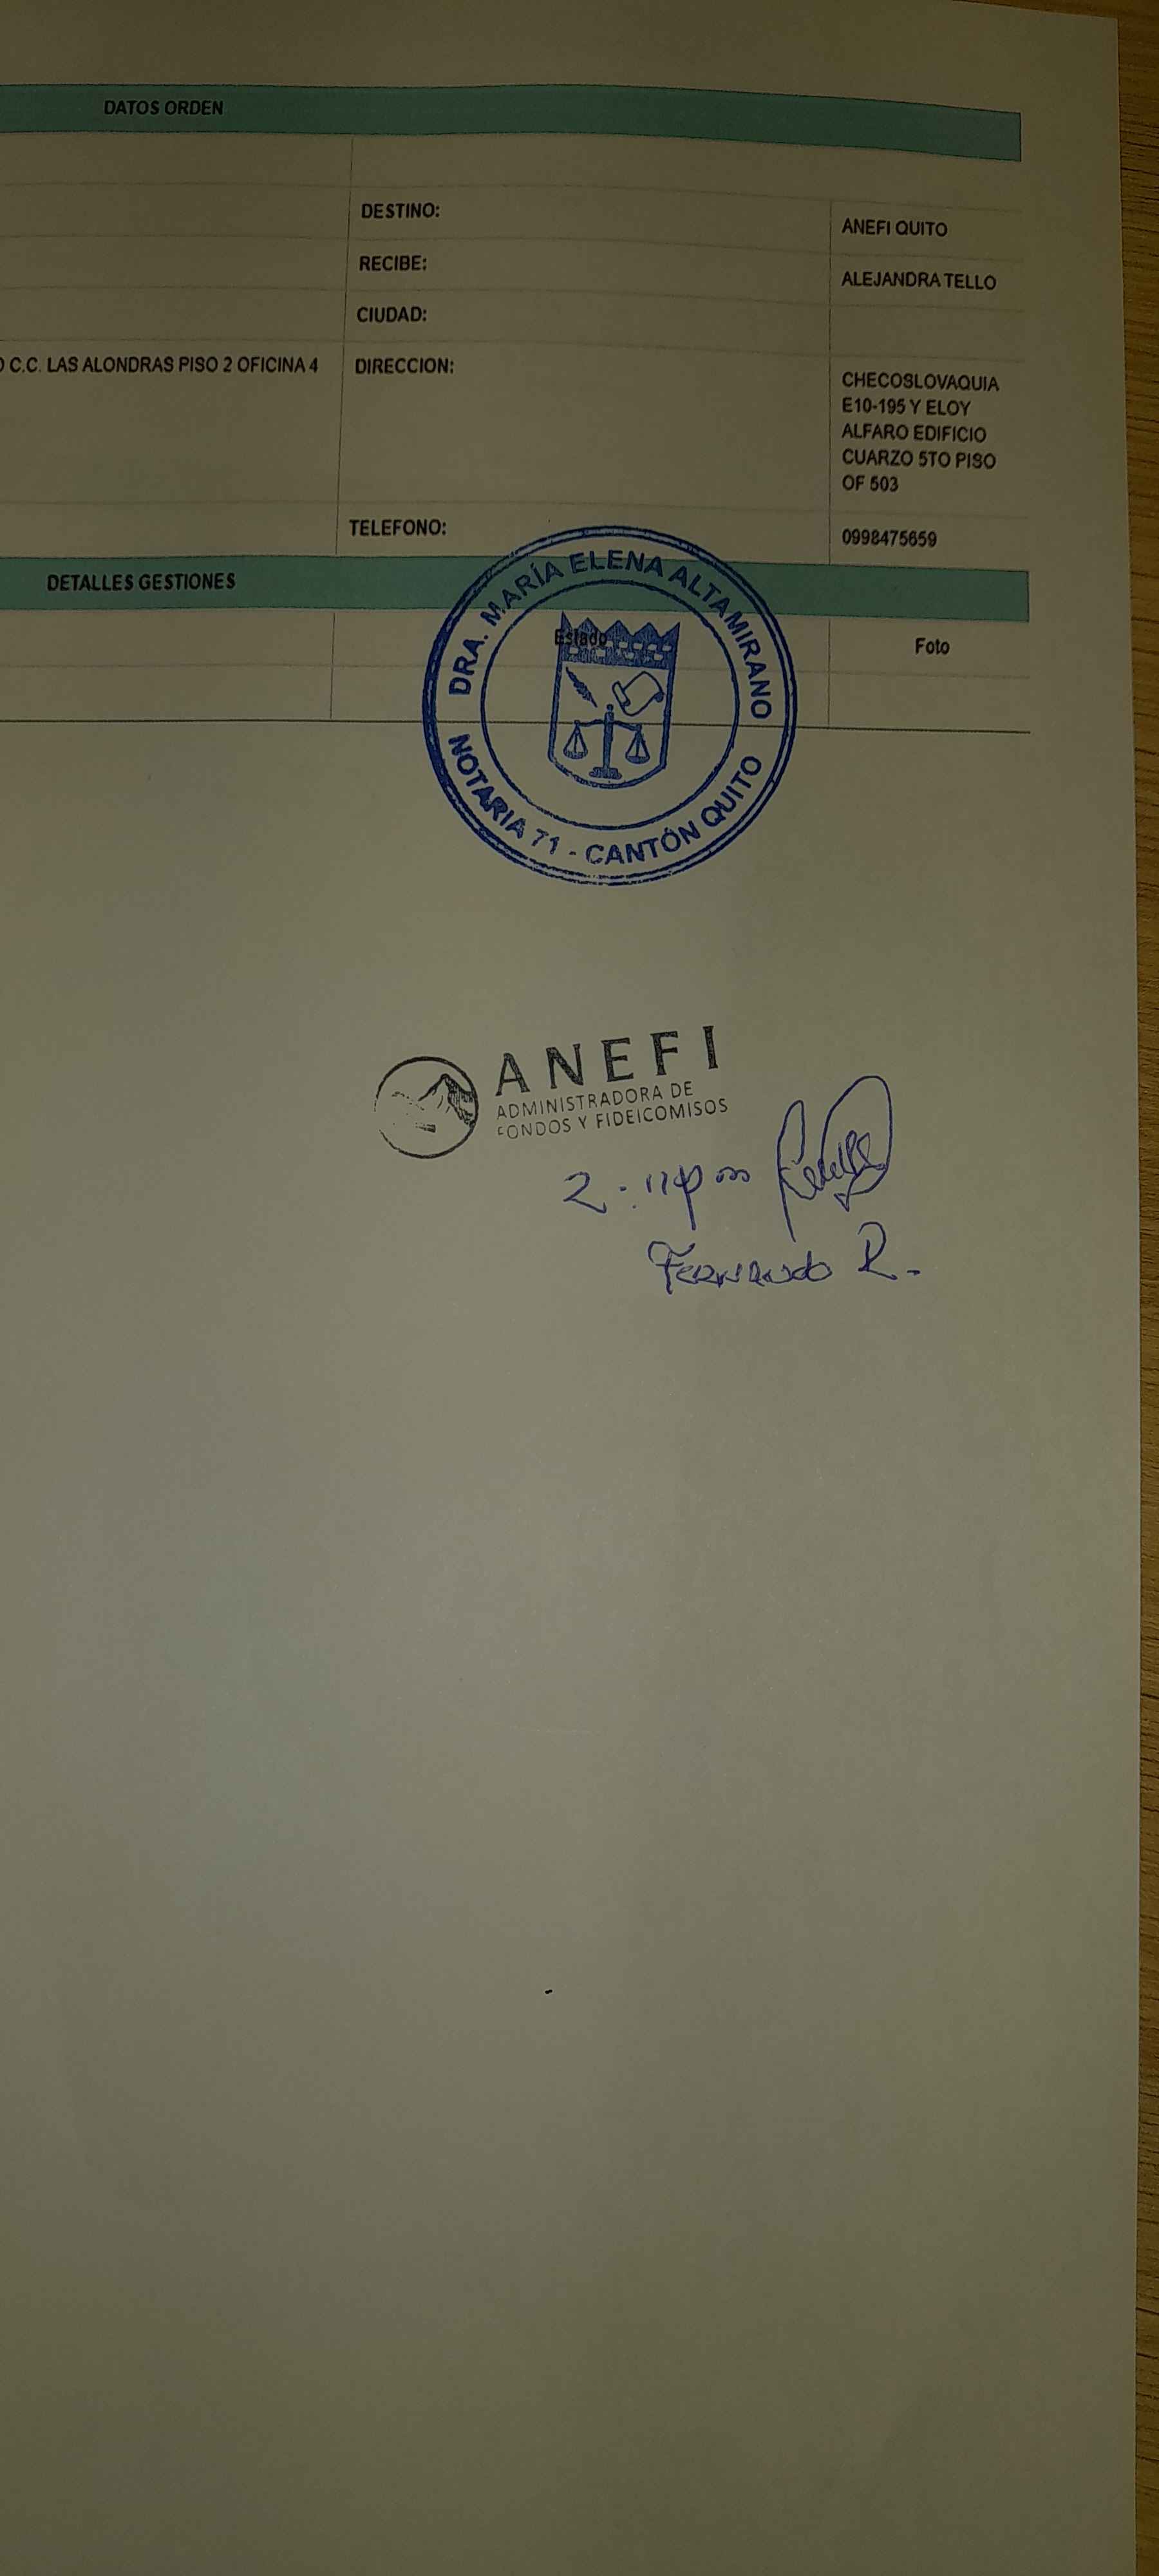 DATOS ORDEN
DESTINO: ANEFI QUITO
RECIBE: ALEJANDRA TELLO
CIUDAD:
C.C. LAS ALONDRAS PISO 2 OFICINA 4 DIRECCION: CHECOSLOVAQUIA
E10-195 Y ELOY
ALFARO EDIFICIO
CUARZO 5TO PISO
OF 503
TELEFONO: 0998475659
DETALLES GESTIONES
Estado Foto
DRA. MARÍA ELENA ALTAMIRANO
NOTARIA 71 - CANTÓN QUITO
ANEFI
ADMINISTRADORA DE
FONDOS Y FIDEICOMISOS
Fernando R.